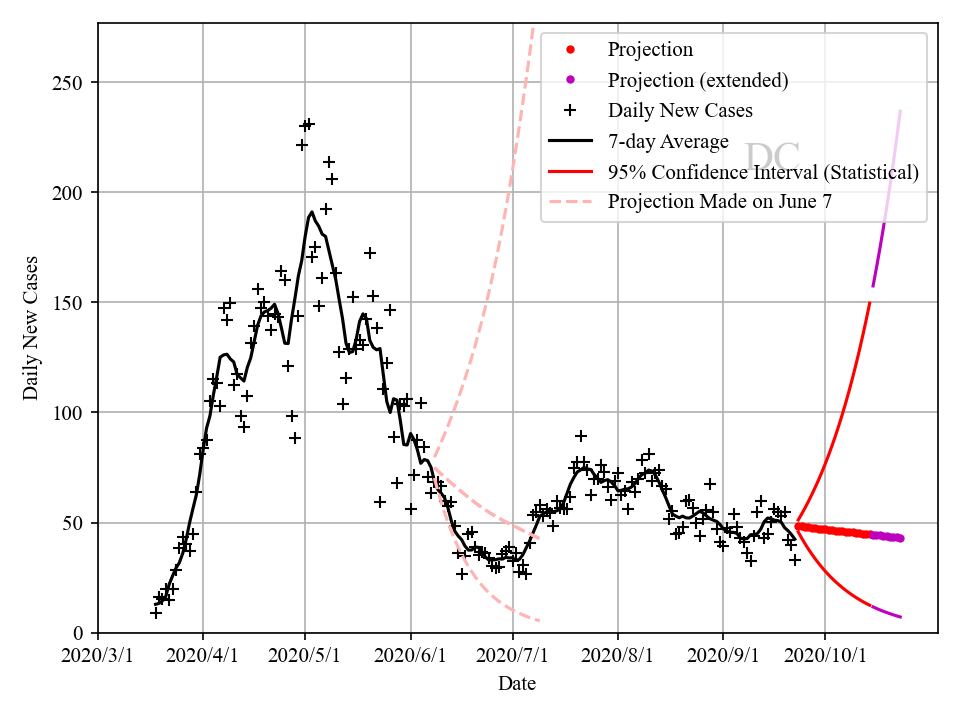 250
200
150
100
50
0
Daily New Cases
Projection
Projection (extended)
Daily New Cases
7-day Average
95% Confidence Interval (Statistical)
Projection Made on June 7
DC
2020/3/1 2020/4/1 2020/5/1 2020/6/1 2020/7/1 2020/8/1 2020/9/1 2020/10/1
Date